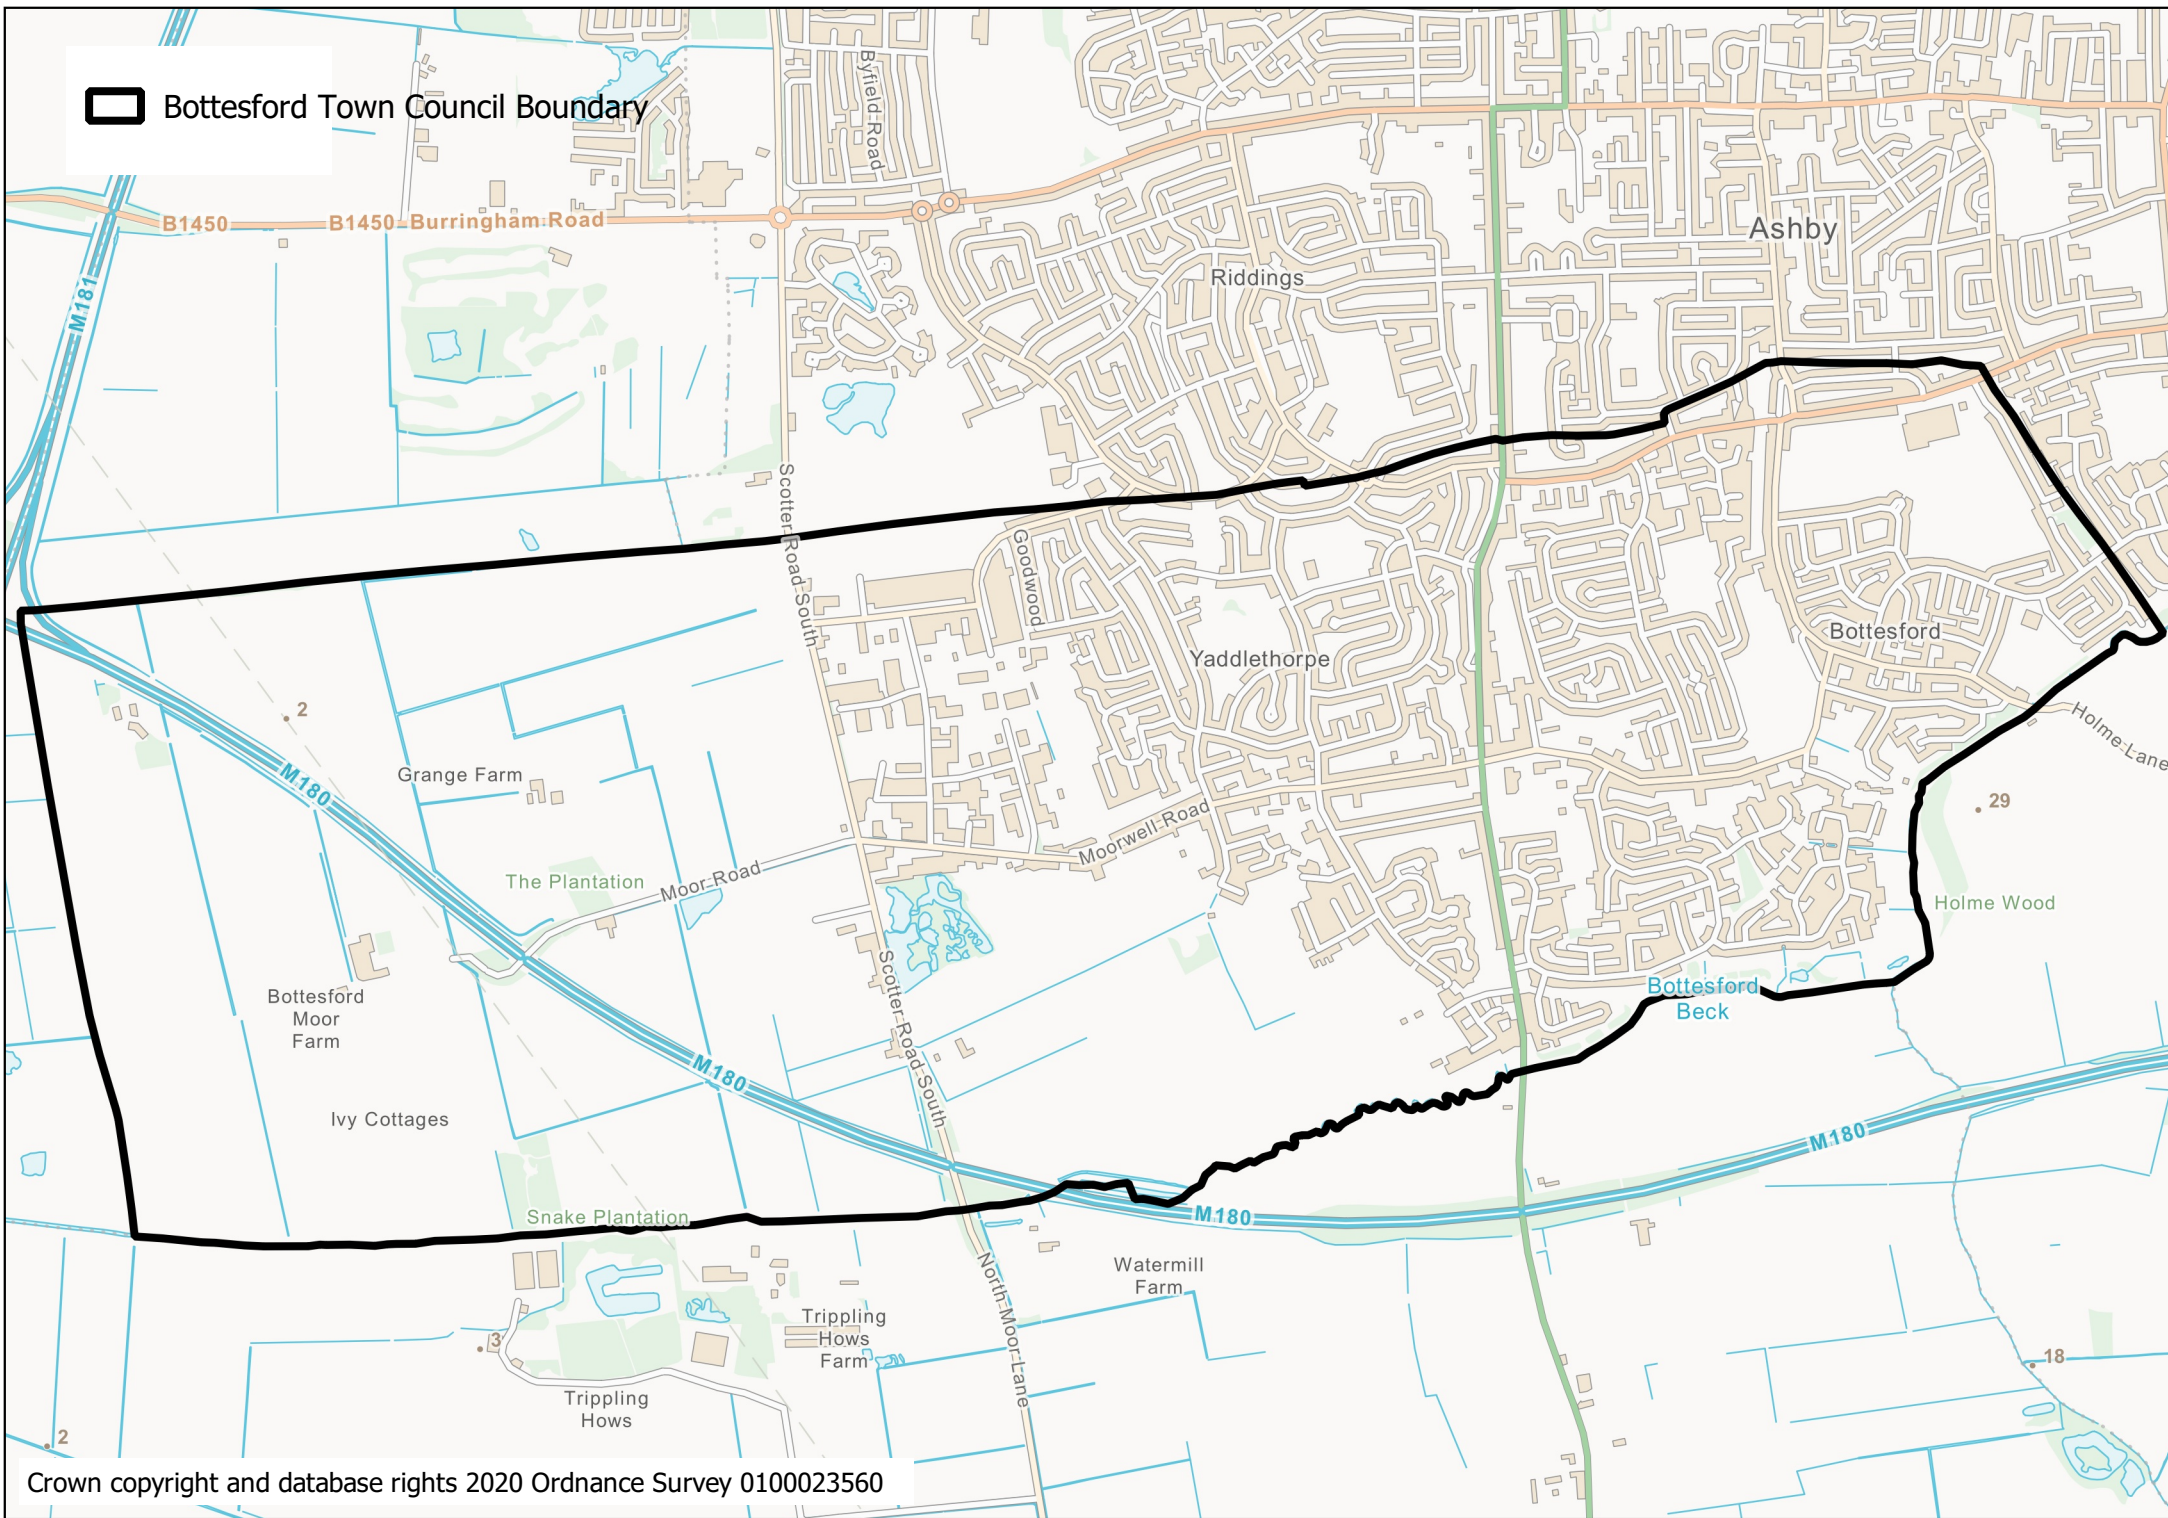 Bottesford Town Council Boundary
Byfield Road
B1450
B1450 Burringham Road
M181
Ashby
Riddings
Scotter Road South
Goodwood
Yaddlethorpe
Bottesford
2
M180
Grange Farm
Holme Lane
29
Moorwell Road
The Plantation
Moor Road
Holme Wood
Bottesford
Moor
Farm
Scotter Road South
Bottesford
Beck
M180
Ivy Cottages
M180
Snake Plantation
M180
Watermill
Farm
North Moor Lane
Trippling
Hows
Farm
3
18
Trippling
Hows
2
Crown copyright and database rights 2020 Ordnance Survey 0100023560